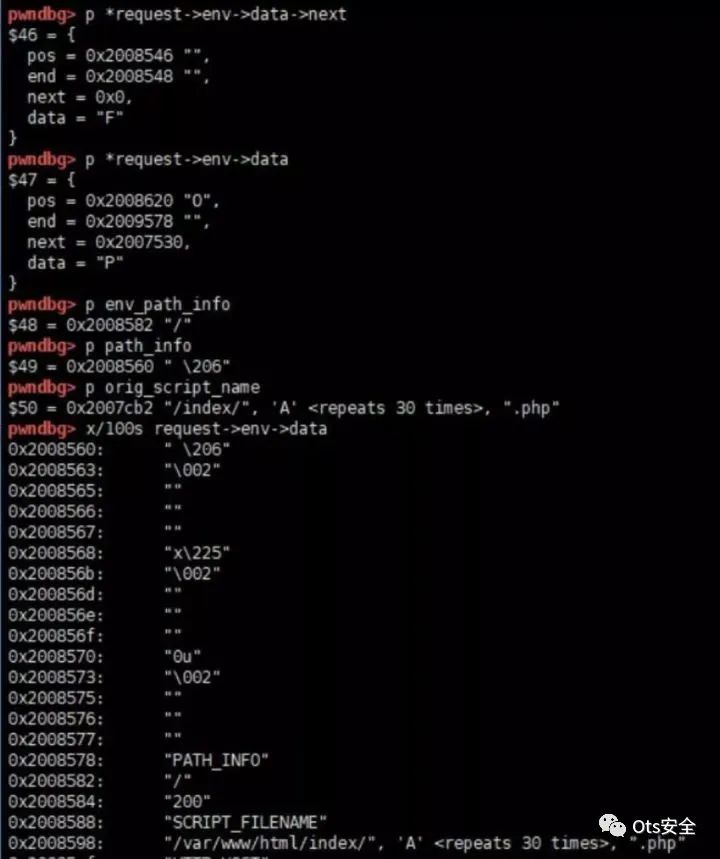 pwndbg> p *request->env->data->next
$46 = {
pos = 0x2008546 "",
end = 0x2008548 "",
next = 0x0,
data = "F"
}
pwndbg> p *request->env->data
$47 = {
pos = 0x2008620 "O",
end = 0x2009578 "",
next = 0x2007530,
data = "P"
}
pwndbg> p env_path_info
$48 = 0x2008582 "/"
pwndbg> p path_info
$49 = 0x2008560 " \206"
pwndbg> p orig_script_name
$50 = 0x2007cb2 "/index/", 'A' <repeats 30 times>, ".php"
pwndbg> x/100s request->env->data
0x2008560: " \206"
0x2008563: "\002"
0x2008565: ""
0x2008566: ""
0x2008567: ""
0x2008568: "x\225"
0x200856b: "\002"
0x200856d: ""
0x200856e: ""
0x200856f: ""
0x2008570: "0u"
0x2008573: "\002"
0x2008575: ""
0x2008576: ""
0x2008577: ""
0x2008578: "PATH_INFO"
0x2008582: "/"
0x2008584: "200"
0x2008588: "SCRIPT_FILENAME"
0x2008598: "/var/www/html/index/", 'A' <repeats 30 times>, ".php"
Ots安全